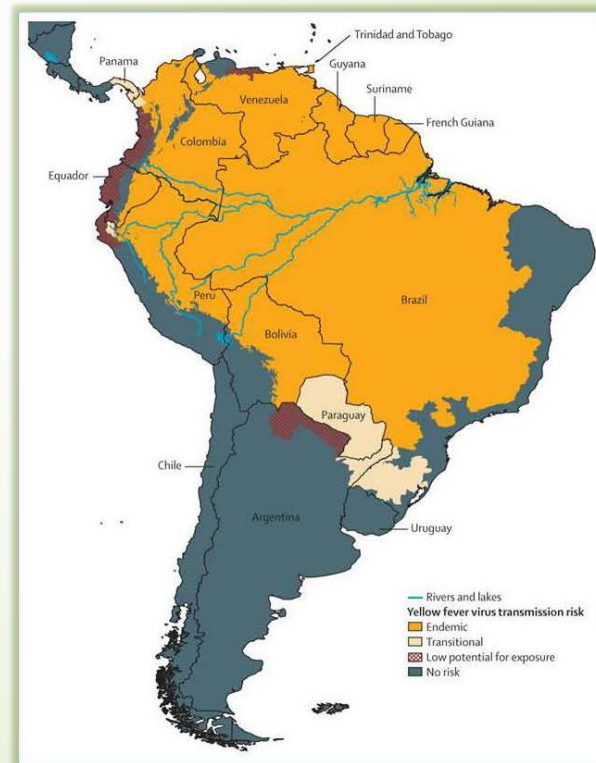 Trinidad and Tobago
Panama
Guyana
Venezuela
Suriname
French Guiana
Colombia
Equador
Peru
Brazil
Bolivia
Paraguay
Chile
Argentina
Uruguay
Rivers and lakes
Yellow fever virus transmission risk
Endemic
Transitional
Low potential for exposure
No risk